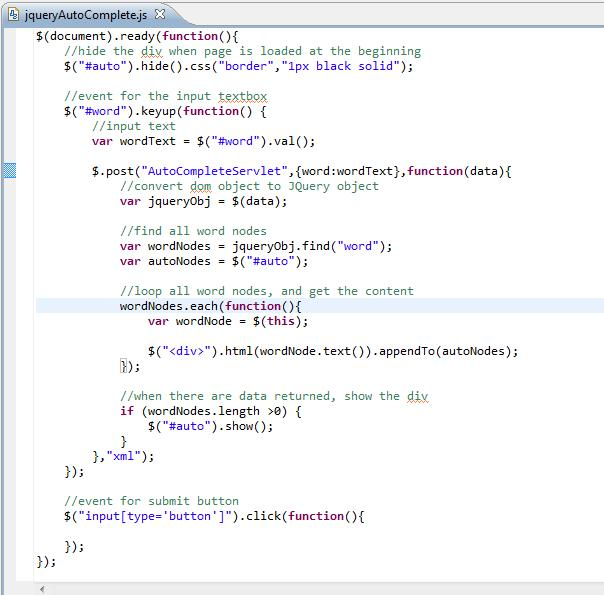 jqueryAutoComplete.js
$(document).ready(function(){
    //hide the div when page is loaded at the beginning
    $("#auto").hide().css("border","1px black solid");

    //event for the input textbox
    $("#word").keyup(function() {
        //input text
        var wordText = $("#word").val();

        $.post("AutoCompleteServlet",{word:wordText},function(data){
            //convert dom object to JQuery object
            var jqueryObj = $(data);

            //find all word nodes
            var wordNodes = jqueryObj.find("word");
            var autoNodes = $("#auto");

            //loop all word nodes, and get the content
            wordNodes.each(function(){
                var wordNode = $(this);

                $("<div>").html(wordNode.text()).appendTo(autoNodes);
            });

            //when there are data returned, show the div
            if (wordNodes.length >0) {
                $("#auto").show();
            }
        },"xml");
    });

    //event for submit button
    $("input[type='button']").click(function(){

    });
});